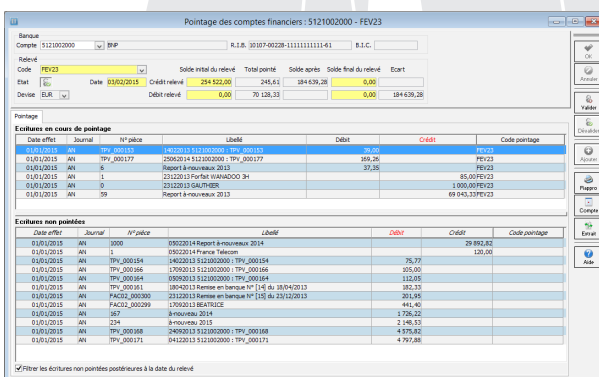 Pointage des comptes financiers : 5121002000 - FEV23
Banque
Compte 5121002000 BNP R.I.B. 10107-00228-11111111111-61 B.I.C.
Relevé
Code FEV23 Solde initial du relevé Total pointé Solde après Solde final du relevé Ecart
Etat Date 03/02/2015 Crédit relevé 254 522,00 245,61 184 639,28 0,00
Devise EUR Débit relevé 0,00 70 128,33 0,00 184 639,28
Pointage
Ecritures en cours de pointage
Date effet Journal N° pièce Libellé Débit Crédit Code pointage
01/01/2015 AN TPV_000153 14022013 5121002000 : TPV_000153 39,00 FEV23
01/01/2015 AN TPV_000177 25062014 5121002000 : TPV_000177 169,26 FEV23
01/01/2015 AN 6 Report à-nouveaux 2013 37,35 FEV23
01/01/2015 AN 1 23122013 Forfait WANADOO 3H 85,00 FEV23
01/01/2015 AN 0 23122013 GAUTHIER 1 000,00 FEV23
01/01/2015 AN 59 Report à-nouveaux 2013 69 043,33 FEV23
Ecritures non pointées
Date effet Journal N° pièce Libellé Débit Crédit Code pointage
01/01/2015 AN 1000 05022014 Report à-nouveaux 2014 29 892,82
01/01/2015 AN 1 05022014 France Telecom 120,00
01/01/2015 AN TPV_000154 14022013 5121002000 : TPV_000154 75,77
01/01/2015 AN TPV_000166 17092013 5121002000 : TPV_000166 105,00
01/01/2015 AN TPV_000164 05092013 5121002000 : TPV_000164 112,05
01/01/2015 AN TPV_000161 18042013 Remise en banque N° [14] du 18/04/2013 182,33
01/01/2015 AN FAC02_000300 23122013 Remise en banque N° [15] du 23/12/2013 201,95
01/01/2015 AN FAC02_000299 17092013 BEATRICE 441,40
01/01/2015 AN 167 à-nouveau 2014 1 726,22
01/01/2015 AN 234 à-nouveau 2015 2 148,53
01/01/2015 AN TPV_000168 24092013 5121002000 : TPV_000168 4 575,82
01/01/2015 AN TPV_000171 04122013 5121002000 : TPV_000171 4 797,88
Filtrer les écritures non pointées postérieures à la date du relevé
OK
Annuler
Valider
Dévalider
Ajouter
Rappro
Compte
Extrait
Aide